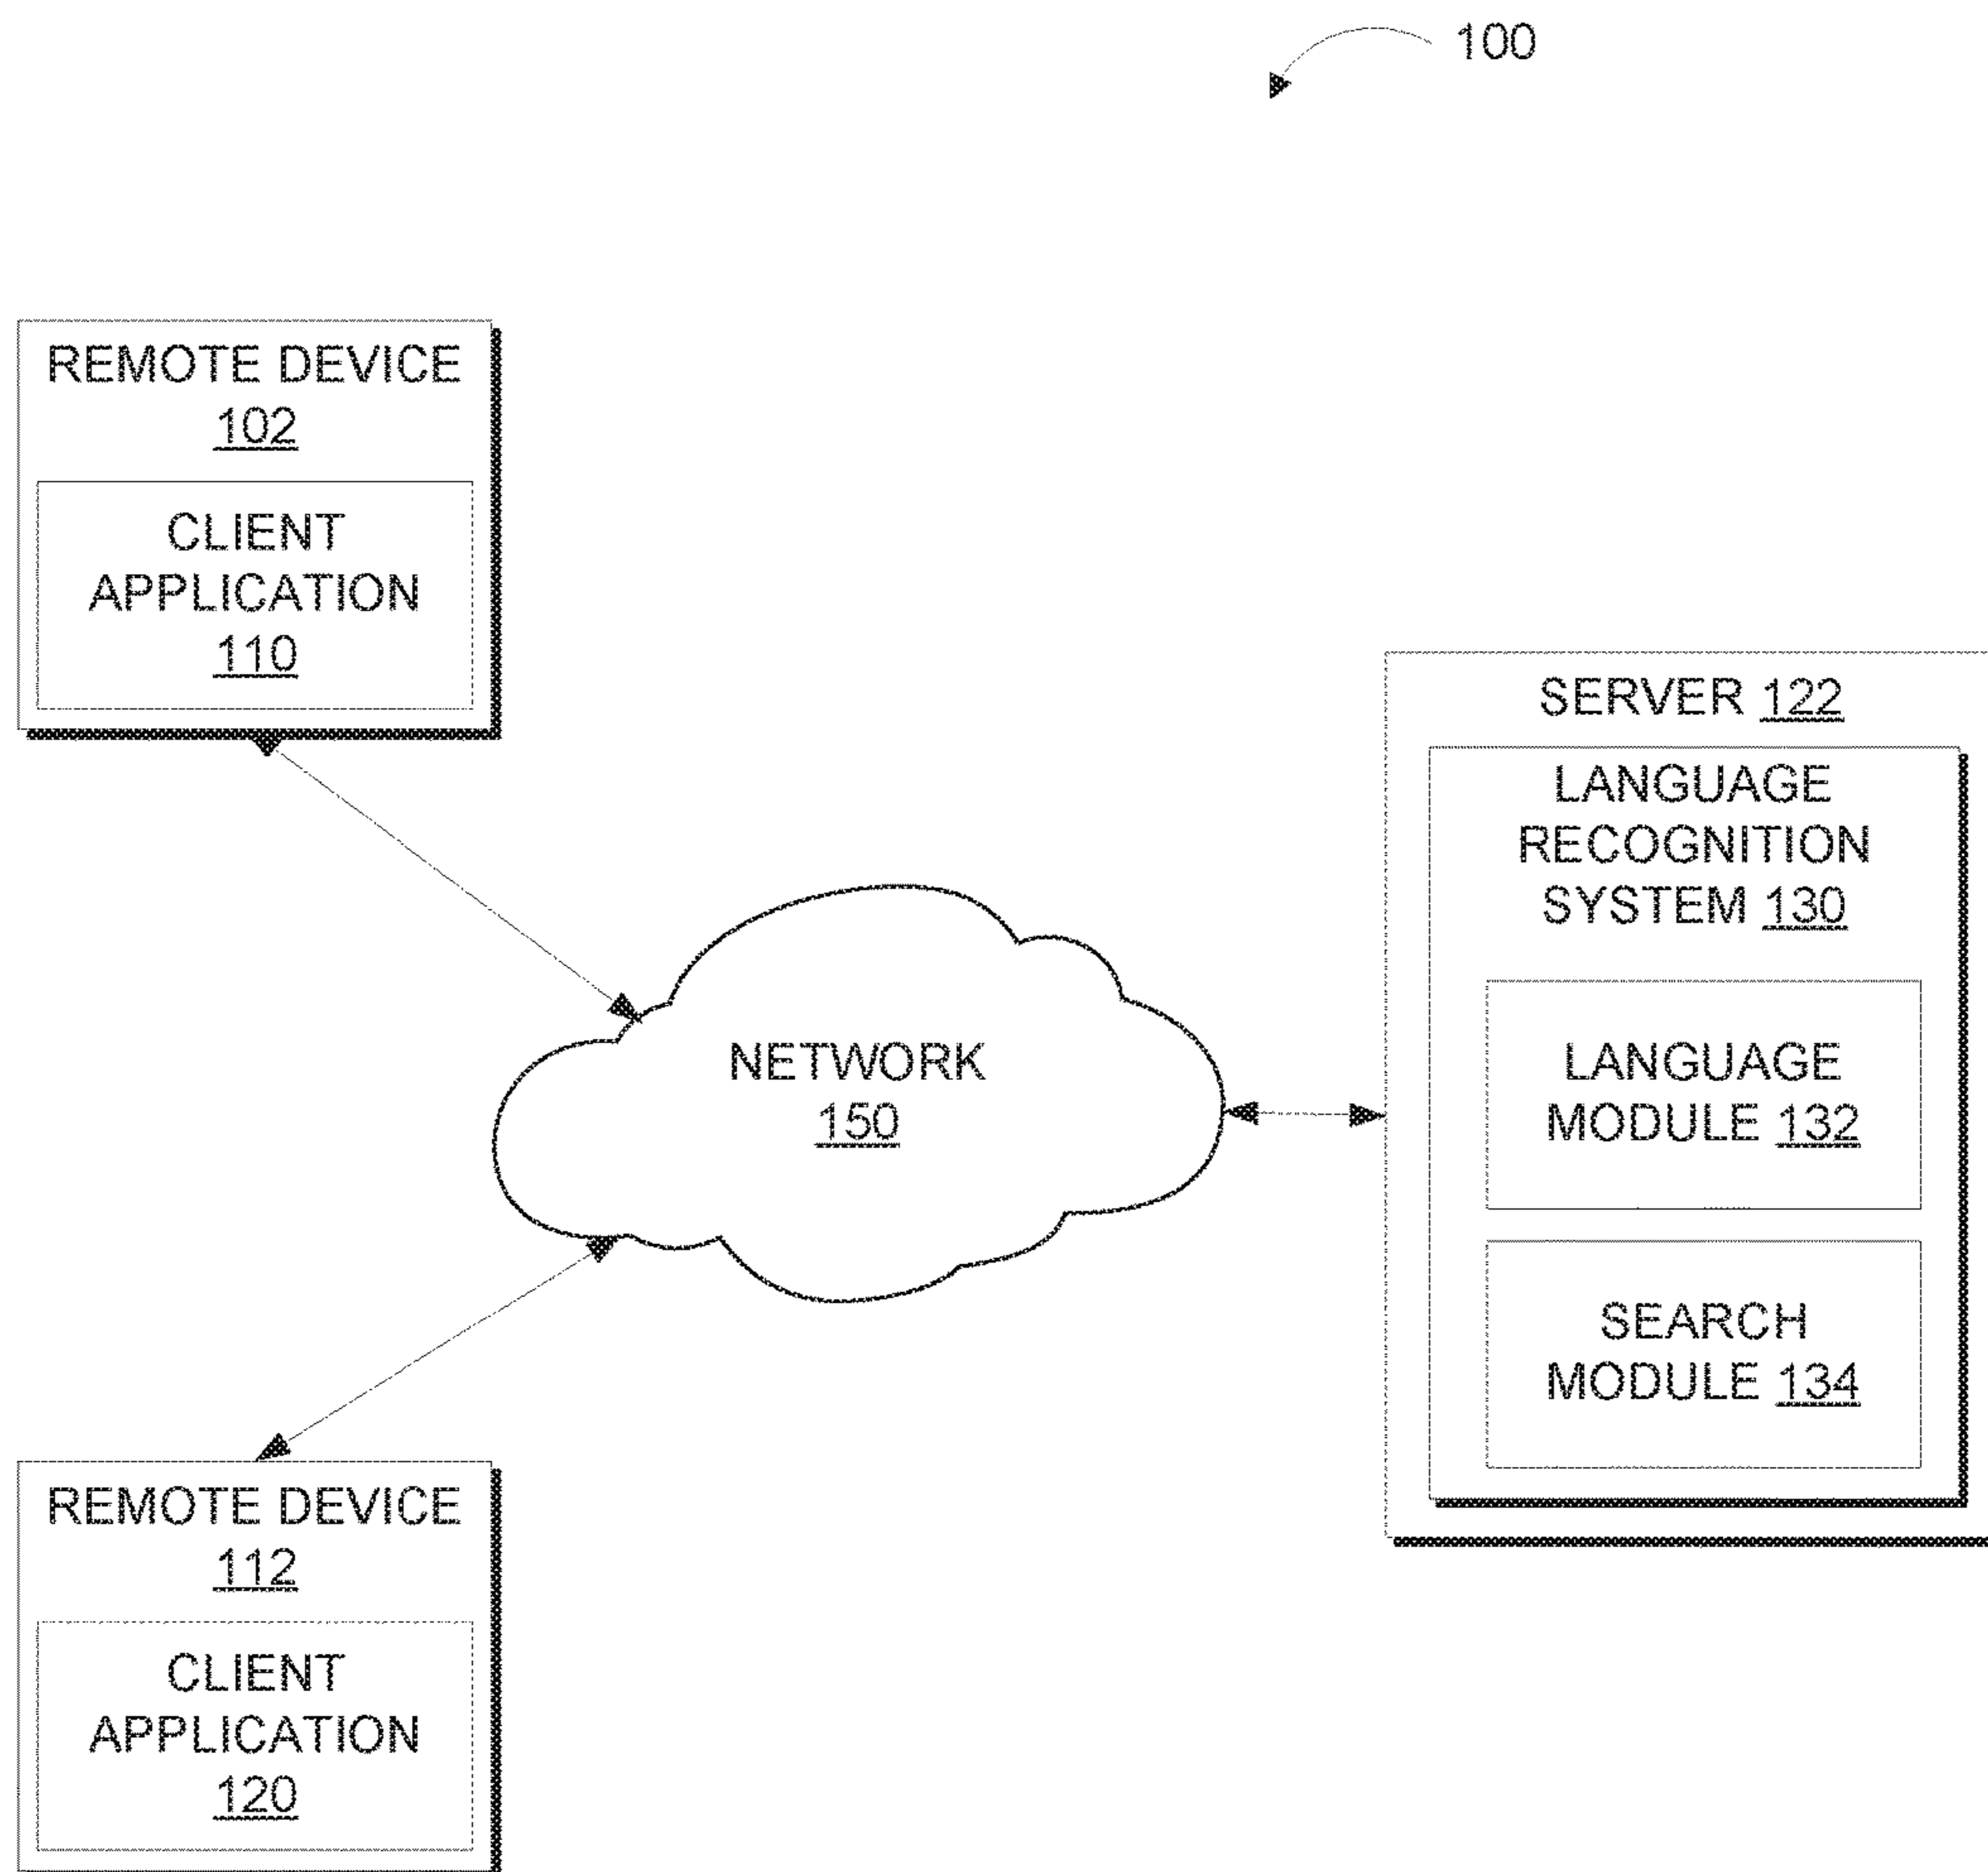 100
REMOTE DEVICE
102
CLIENT
APPLICATION
110
SERVER 122
LANGUAGE
RECOGNITION
SYSTEM 130
NETWORK
150
LANGUAGE
MODULE 132
SEARCH
MODULE 134
REMOTE DEVICE
112
CLIENT
APPLICATION
120